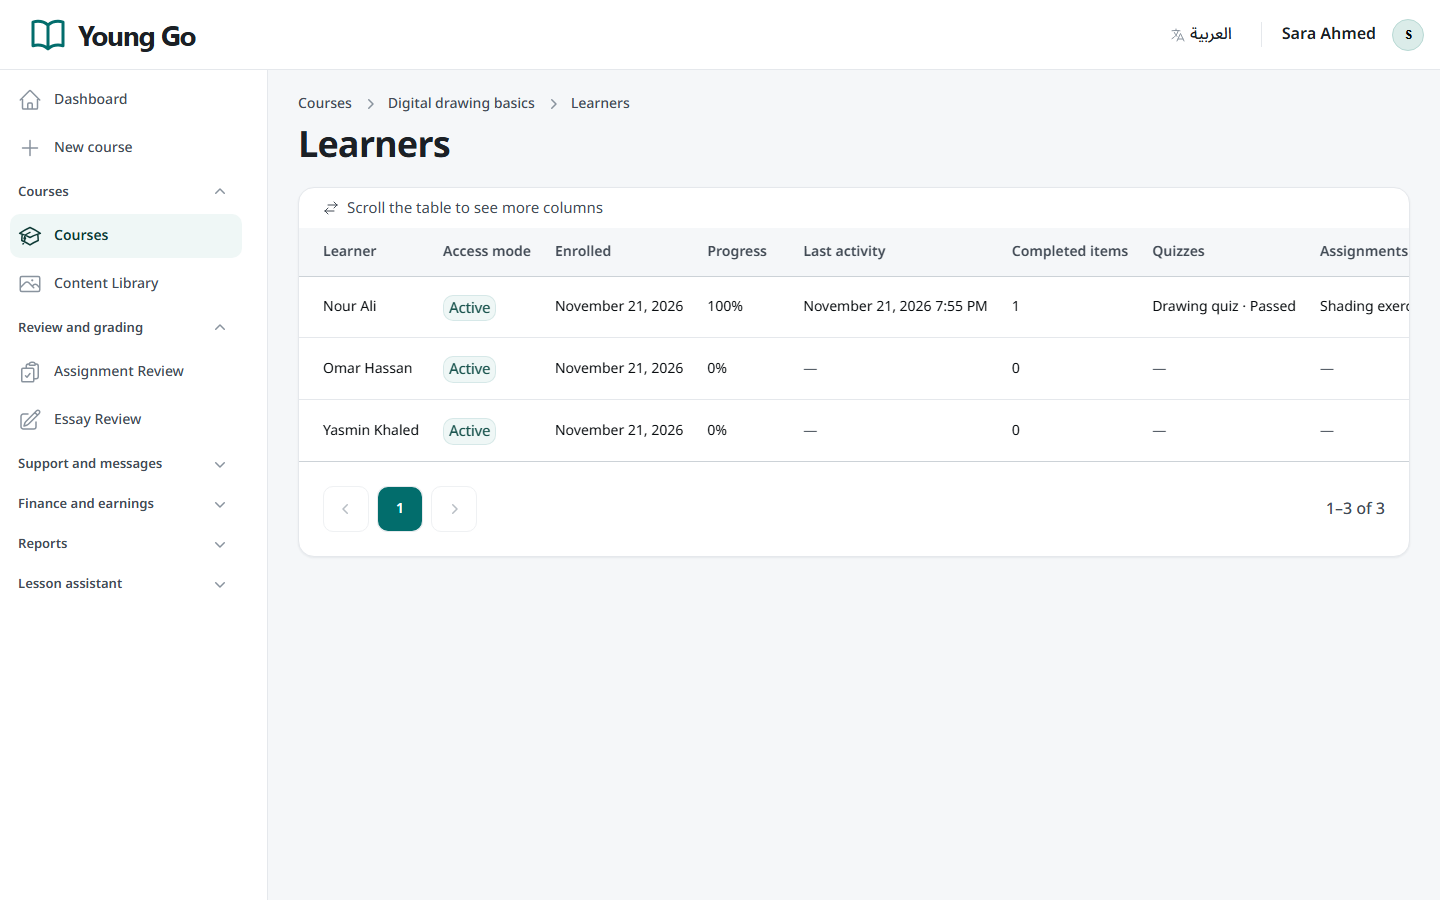 Young Go
العربية
Sara Ahmed
S
Dashboard
New course
Courses
Courses
Content Library
Review and grading
Assignment Review
Essay Review
Support and messages
Finance and earnings
Reports
Lesson assistant
Courses > Digital drawing basics > Learners
Learners
Scroll the table to see more columns
Learner Access mode Enrolled Progress Last activity Completed items Quizzes Assignments
Nour Ali Active November 21, 2026 100% November 21, 2026 7:55 PM 1 Drawing quiz · Passed Shading exerc
Omar Hassan Active November 21, 2026 0% — 0 — —
Yasmin Khaled Active November 21, 2026 0% — 0 — —
1
1–3 of 3